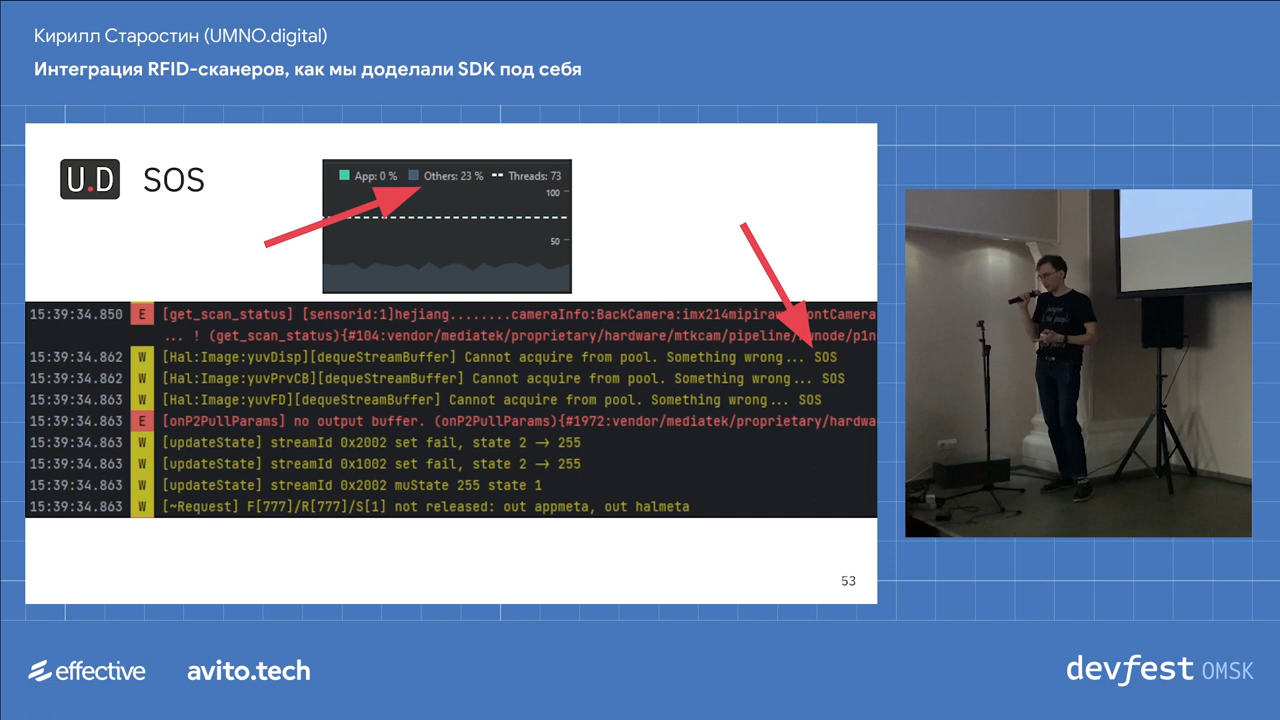 Кирилл Старостин (UMNO.digital)
Интеграция RFID-сканеров, как мы доделали SDK под себя
U.D SOS
App: 0 % Others: 23 % Threads: 73
100
50
15:39:34.850 E [get_scan_status] [sensorid:1]hejiang........cameraInfo:BackCamera:imx214mipiraw
... ! (get_scan_status){#104:vendor/mediatek/proprietary/hardware/mtkcam/pipeline/
15:39:34.862 W [Hal:Image:yuvDisp][dequeStreamBuffer] Cannot acquire from pool. Something wrong... SOS
15:39:34.862 W [Hal:Image:yuvPrvCB][dequeStreamBuffer] Cannot acquire from pool. Something wrong... SOS
15:39:34.863 W [Hal:Image:yuvFD][dequeStreamBuffer] Cannot acquire from pool. Something wrong... SOS
15:39:34.863 E [onP2PullParams] no output buffer. (onP2PullParams){#1972:vendor/mediatek/proprietary/hardwa
15:39:34.863 W [updateState] streamId 0x2002 set fail, state 2 → 255
15:39:34.863 W [updateState] streamId 0x1002 set fail, state 2 → 255
15:39:34.863 W [updateState] streamId 0x2002 muState 255 state 1
15:39:34.863 W [~Request] F[777]/R[777]/S[1] not released: out appmeta, out halmeta
53
effective avito.tech
devfest OMSK